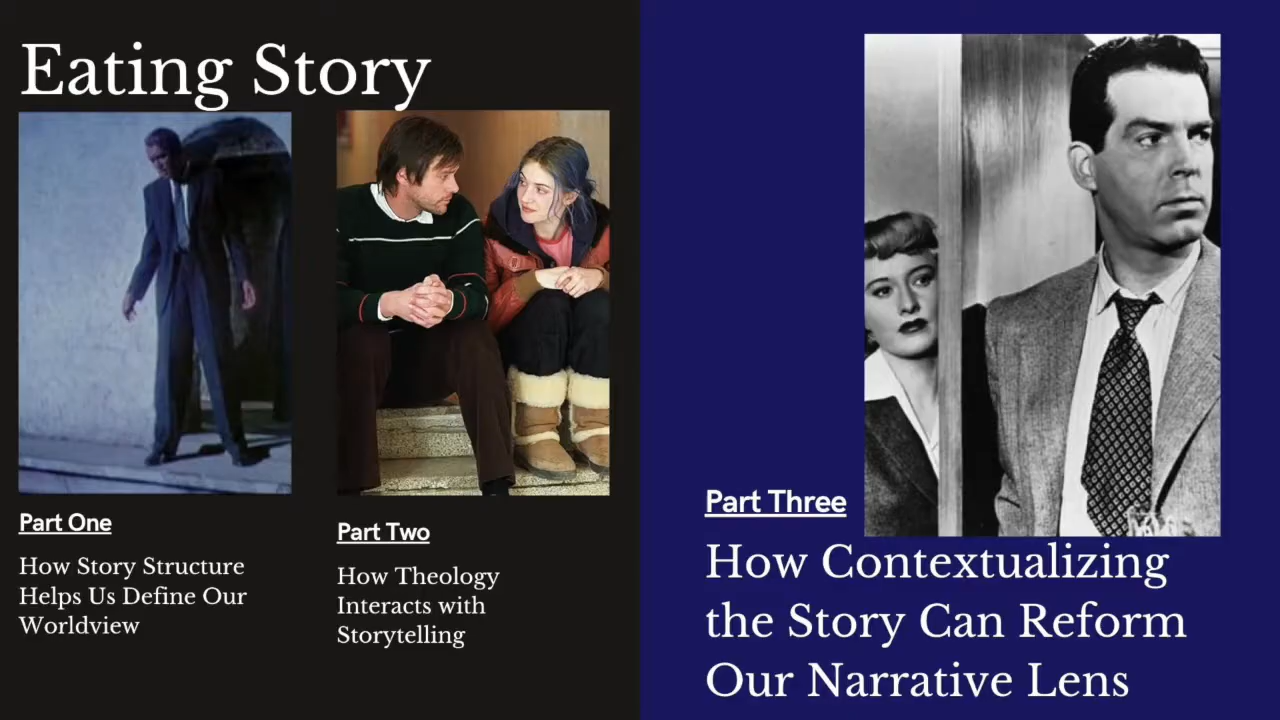 Eating Story
Part One
How Story Structure
Helps Us Define Our
Worldview
Part Two
How Theology
Interacts with
Storytelling
Part Three
How Contextualizing
the Story Can Reform
Our Narrative Lens